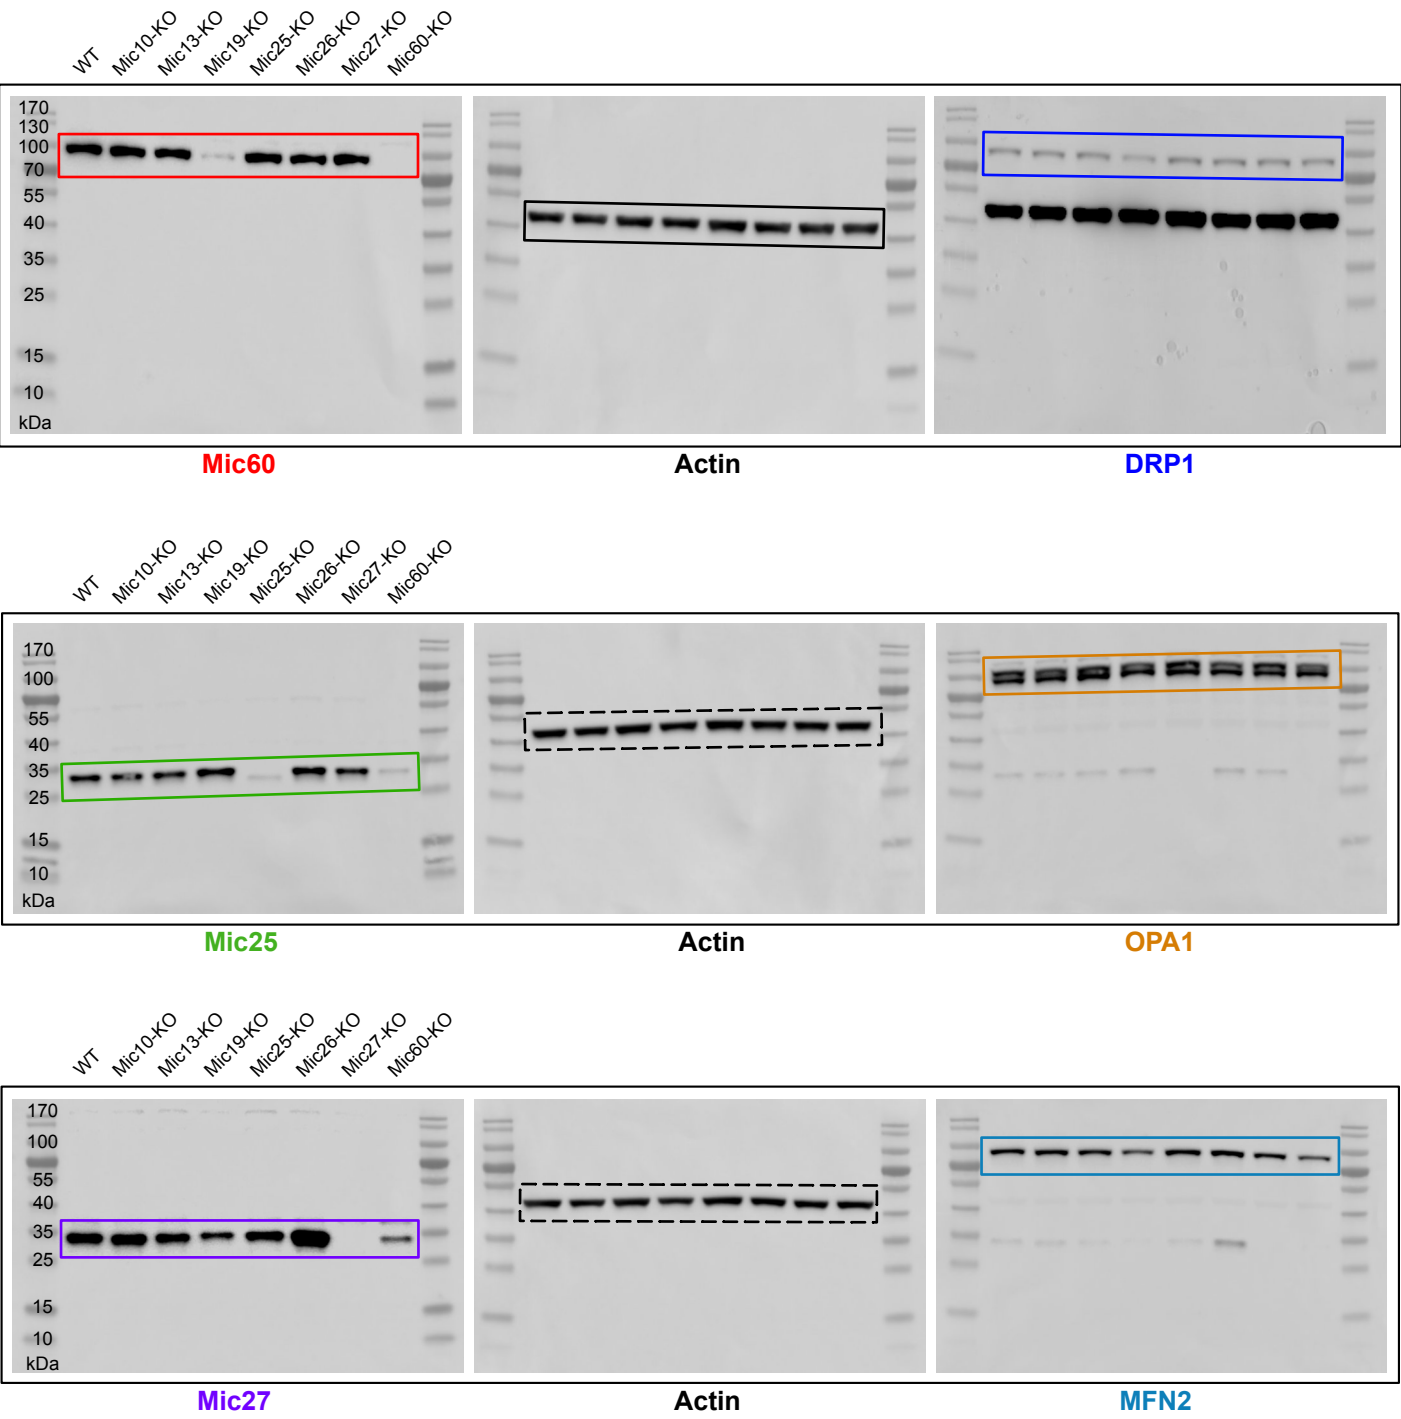 WT Mic10-KO Mic13-KO Mic19-KO Mic25-KO Mic26-KO Mic27-KO Mic60-KO
170
130
100
70
55
40
35
25
15
10
kDa
Mic60 Actin DRP1
WT Mic10-KO Mic13-KO Mic19-KO Mic25-KO Mic26-KO Mic27-KO Mic60-KO
170
100
55
40
35
25
15
10
kDa
Mic25 Actin OPA1
WT Mic10-KO Mic13-KO Mic19-KO Mic25-KO Mic26-KO Mic27-KO Mic60-KO
170
100
55
40
35
25
15
10
kDa
Mic27 Actin MFN2